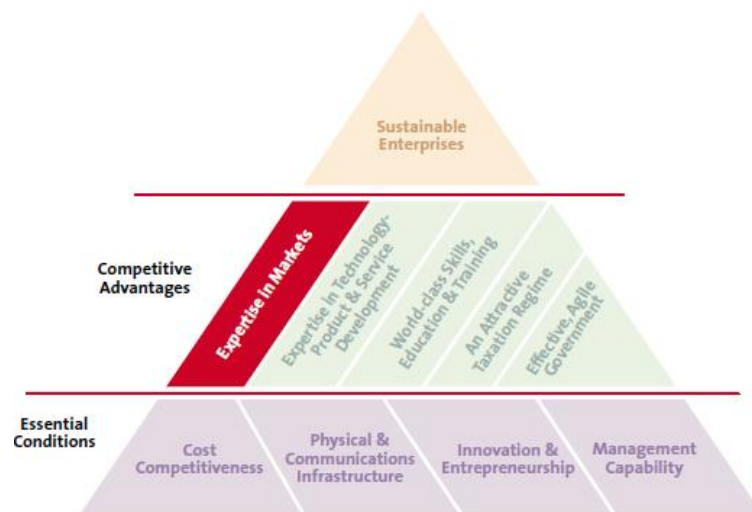 Sustainable
Enterprises
Competitive
Advantages
Expertise in Markets
Expertise In Technology-
Product & Service
Development
World-class Skills,
Education & Training
An Attractive
Taxation Regime
Effective, Agile
Government
Essential
Conditions
Cost
Competitiveness
Physical &
Communications
Infrastructure
Innovation &
Entrepreneurship
Management
Capability